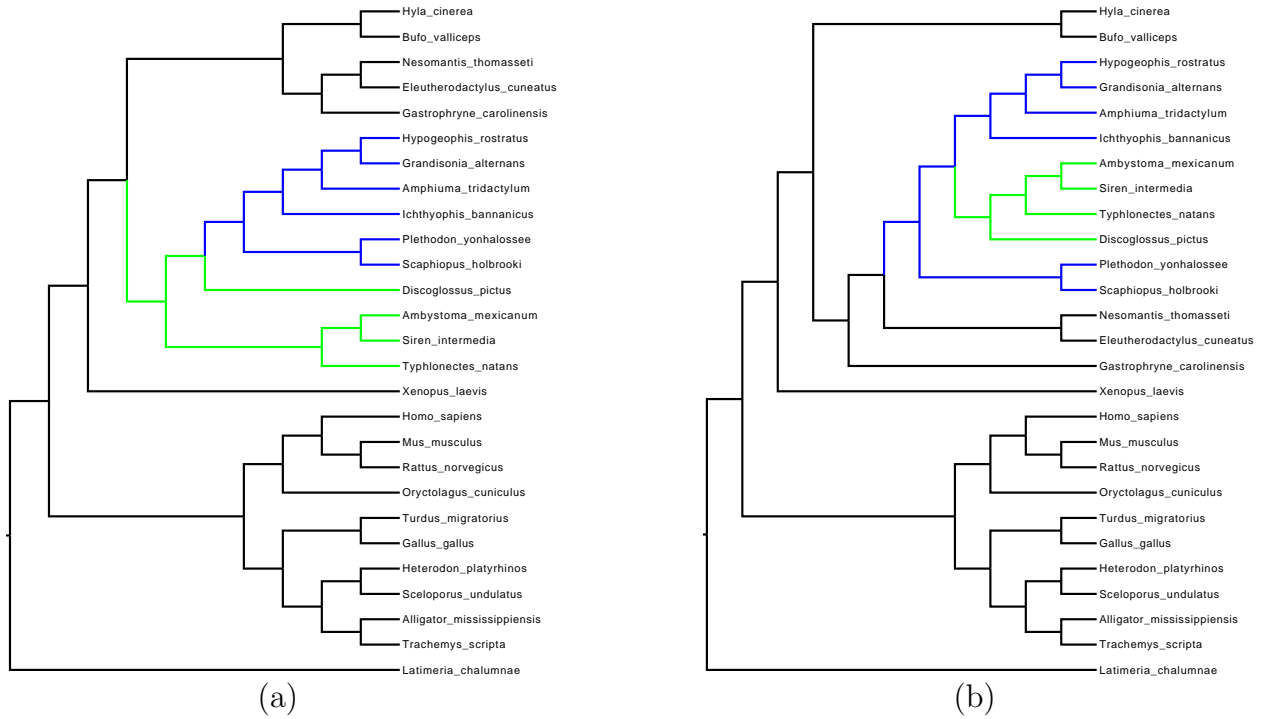 Hyla_cinerea
Bufo_valliceps
Nesomantis_thomasseti
Eleutherodactylus_cuneatus
Gastrophryne_carolinensis
Hypogeophis_rostratus
Grandisonia_alternans
Amphiuma_tridactylum
Ichthyophis_bannanicus
Plethodon_yonhalossee
Scaphiopus_holbrooki
Discoglossus_pictus
Ambystoma_mexicanum
Siren_intermedia
Typhlonectes_natans
Xenopus_laevis
Homo_sapiens
Mus_musculus
Rattus_norvegicus
Oryctolagus_cuniculus
Turdus_migratorius
Gallus_gallus
Heterodon_platyrhinos
Sceloporus_undulatus
Alligator_mississippiensis
Trachemys_scripta
Latimeria_chalumnae
(a)
Hyla_cinerea
Bufo_valliceps
Hypogeophis_rostratus
Grandisonia_alternans
Amphiuma_tridactylum
Ichthyophis_bannanicus
Ambystoma_mexicanum
Siren_intermedia
Typhlonectes_natans
Discoglossus_pictus
Plethodon_yonhalossee
Scaphiopus_holbrooki
Nesomantis_thomasseti
Eleutherodactylus_cuneatus
Gastrophryne_carolinensis
Xenopus_laevis
Homo_sapiens
Mus_musculus
Rattus_norvegicus
Oryctolagus_cuniculus
Turdus_migratorius
Gallus_gallus
Heterodon_platyrhinos
Sceloporus_undulatus
Alligator_mississippiensis
Trachemys_scripta
Latimeria_chalumnae
(b)